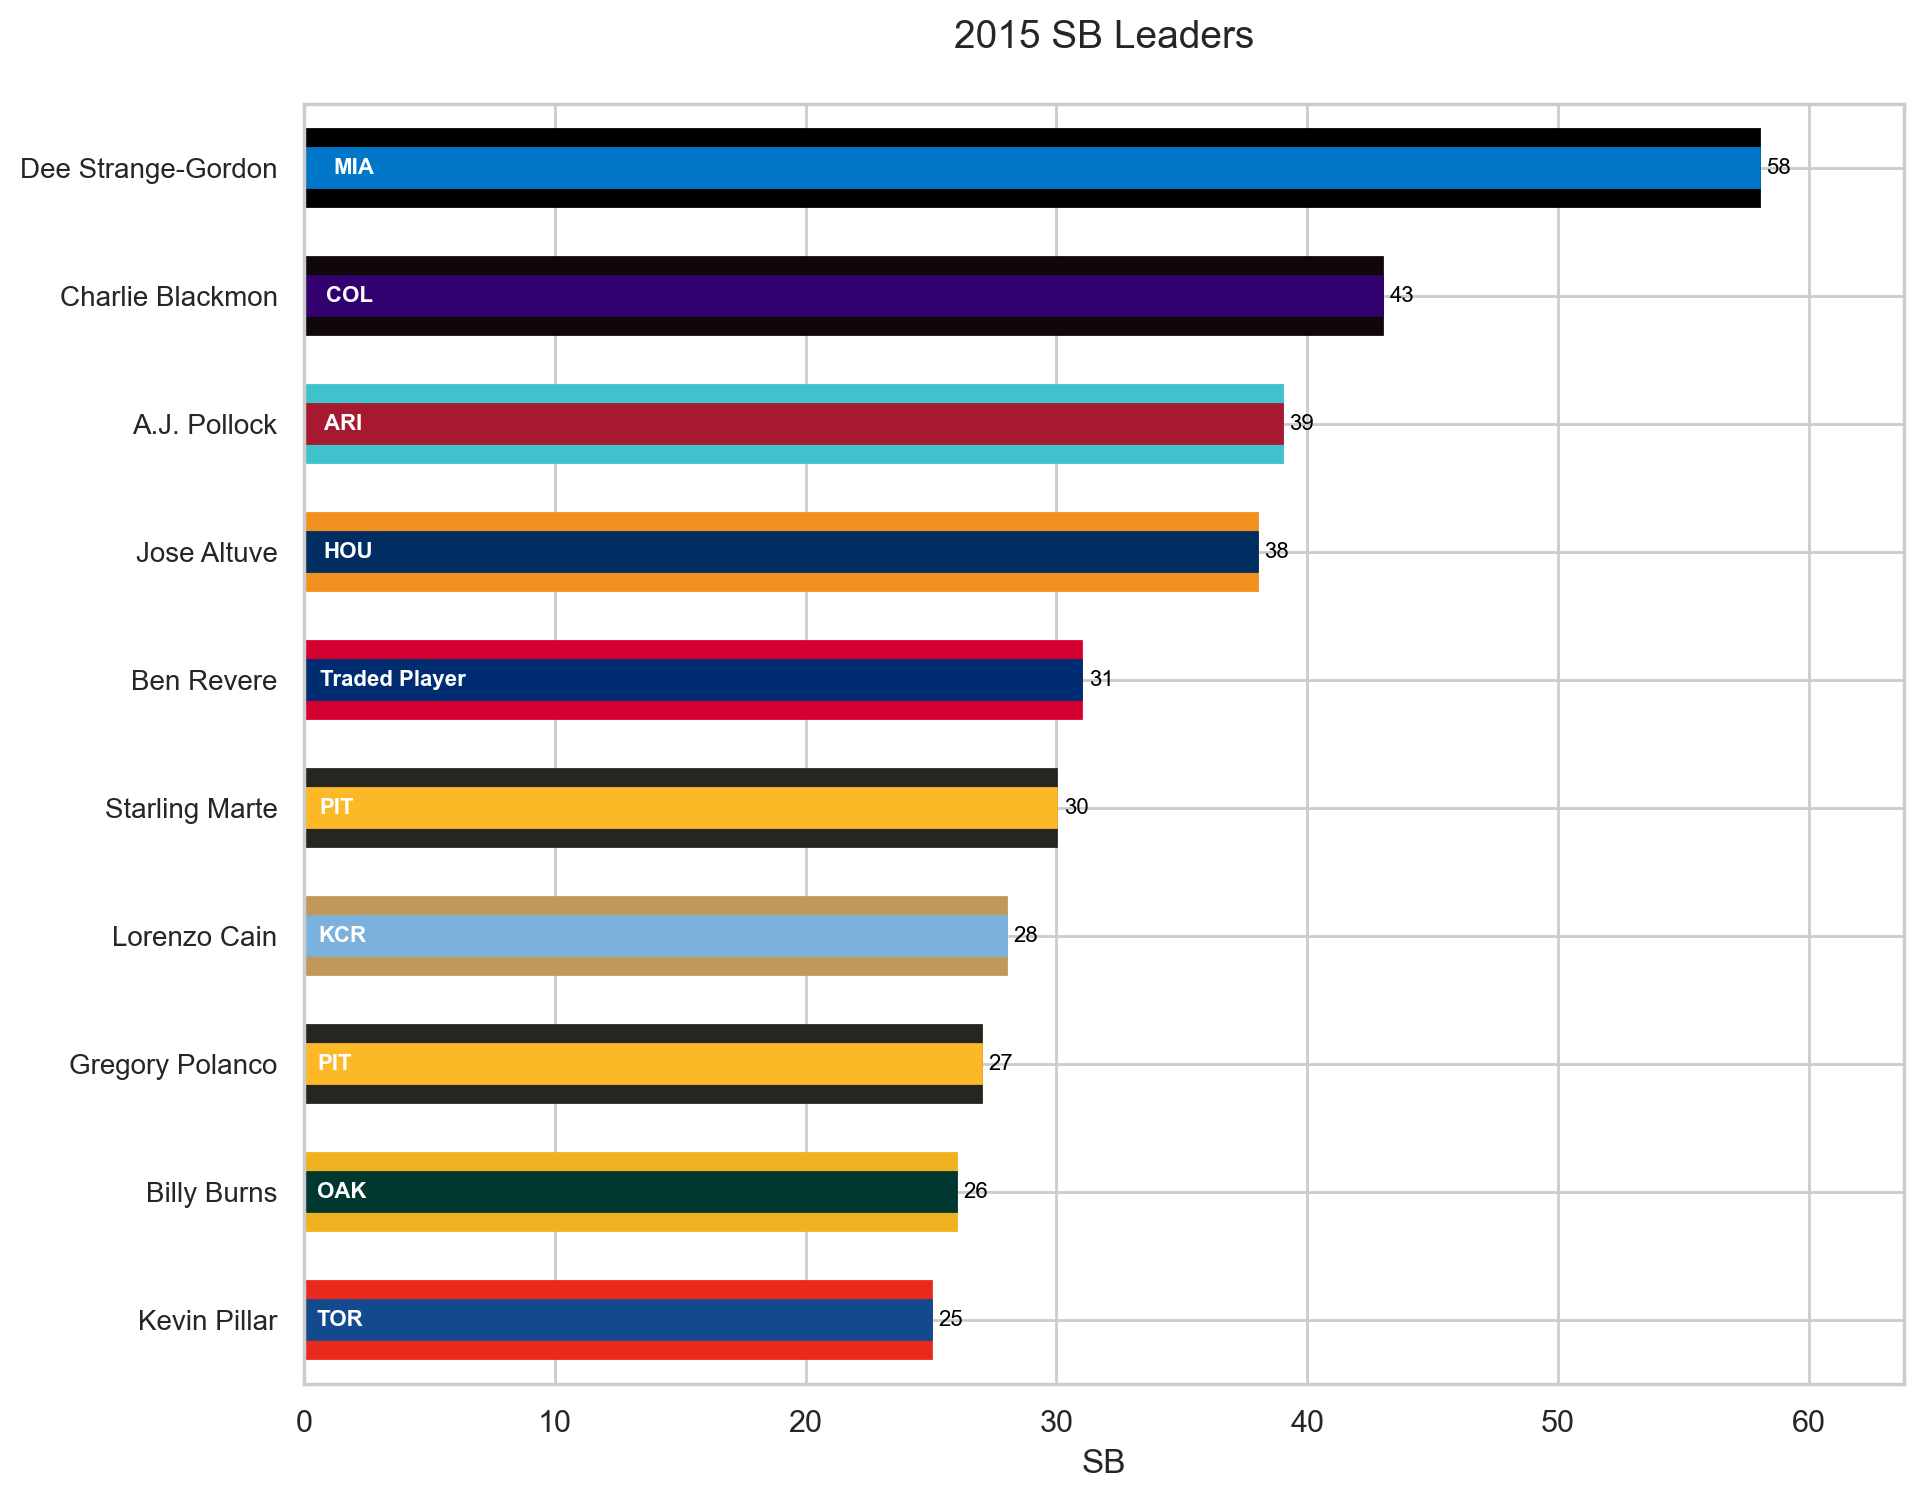 2015 SB Leaders
Dee Strange-Gordon MIA 58
Charlie Blackmon COL 43
A.J. Pollock ARI 39
Jose Altuve HOU 38
Ben Revere Traded Player 31
Starling Marte PIT 30
Lorenzo Cain KCR 28
Gregory Polanco PIT 27
Billy Burns OAK 26
Kevin Pillar TOR 25
0 10 20 30 40 50 60
SB